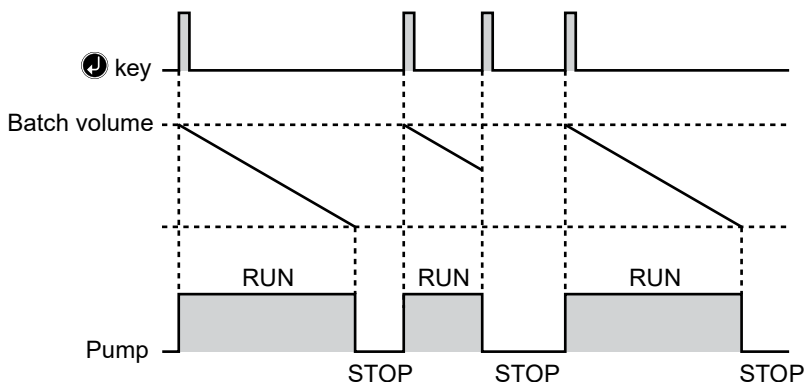 key
Batch volume
RUN RUN RUN
Pump
STOP STOP STOP